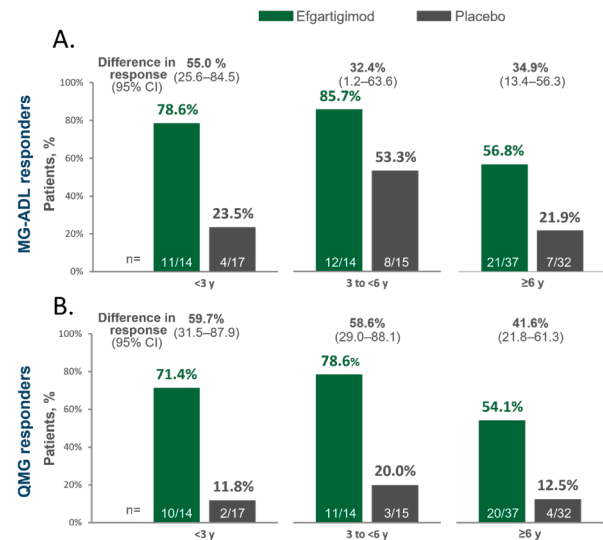 Efgartigimod Placebo
A.
Difference in response (95% CI) 55.0 % (25.6–84.5)
32.4% (1.2–63.6)
34.9% (13.4–56.3)
MG-ADL responders
Patients, %
100%
80%
60%
40%
20%
0%
78.6%
23.5%
85.7%
53.3%
56.8%
21.9%
n= 11/14 4/17 12/14 8/15 21/37 7/32
<3 y 3 to <6 y ≥6 y
B.
Difference in response (95% CI) 59.7% (31.5–87.9)
58.6% (29.0–88.1)
41.6% (21.8–61.3)
QMG responders
Patients, %
100%
80%
60%
40%
20%
0%
71.4%
11.8%
78.6%
20.0%
54.1%
12.5%
n= 10/14 2/17 11/14 3/15 20/37 4/32
<3 y 3 to <6 y ≥6 y